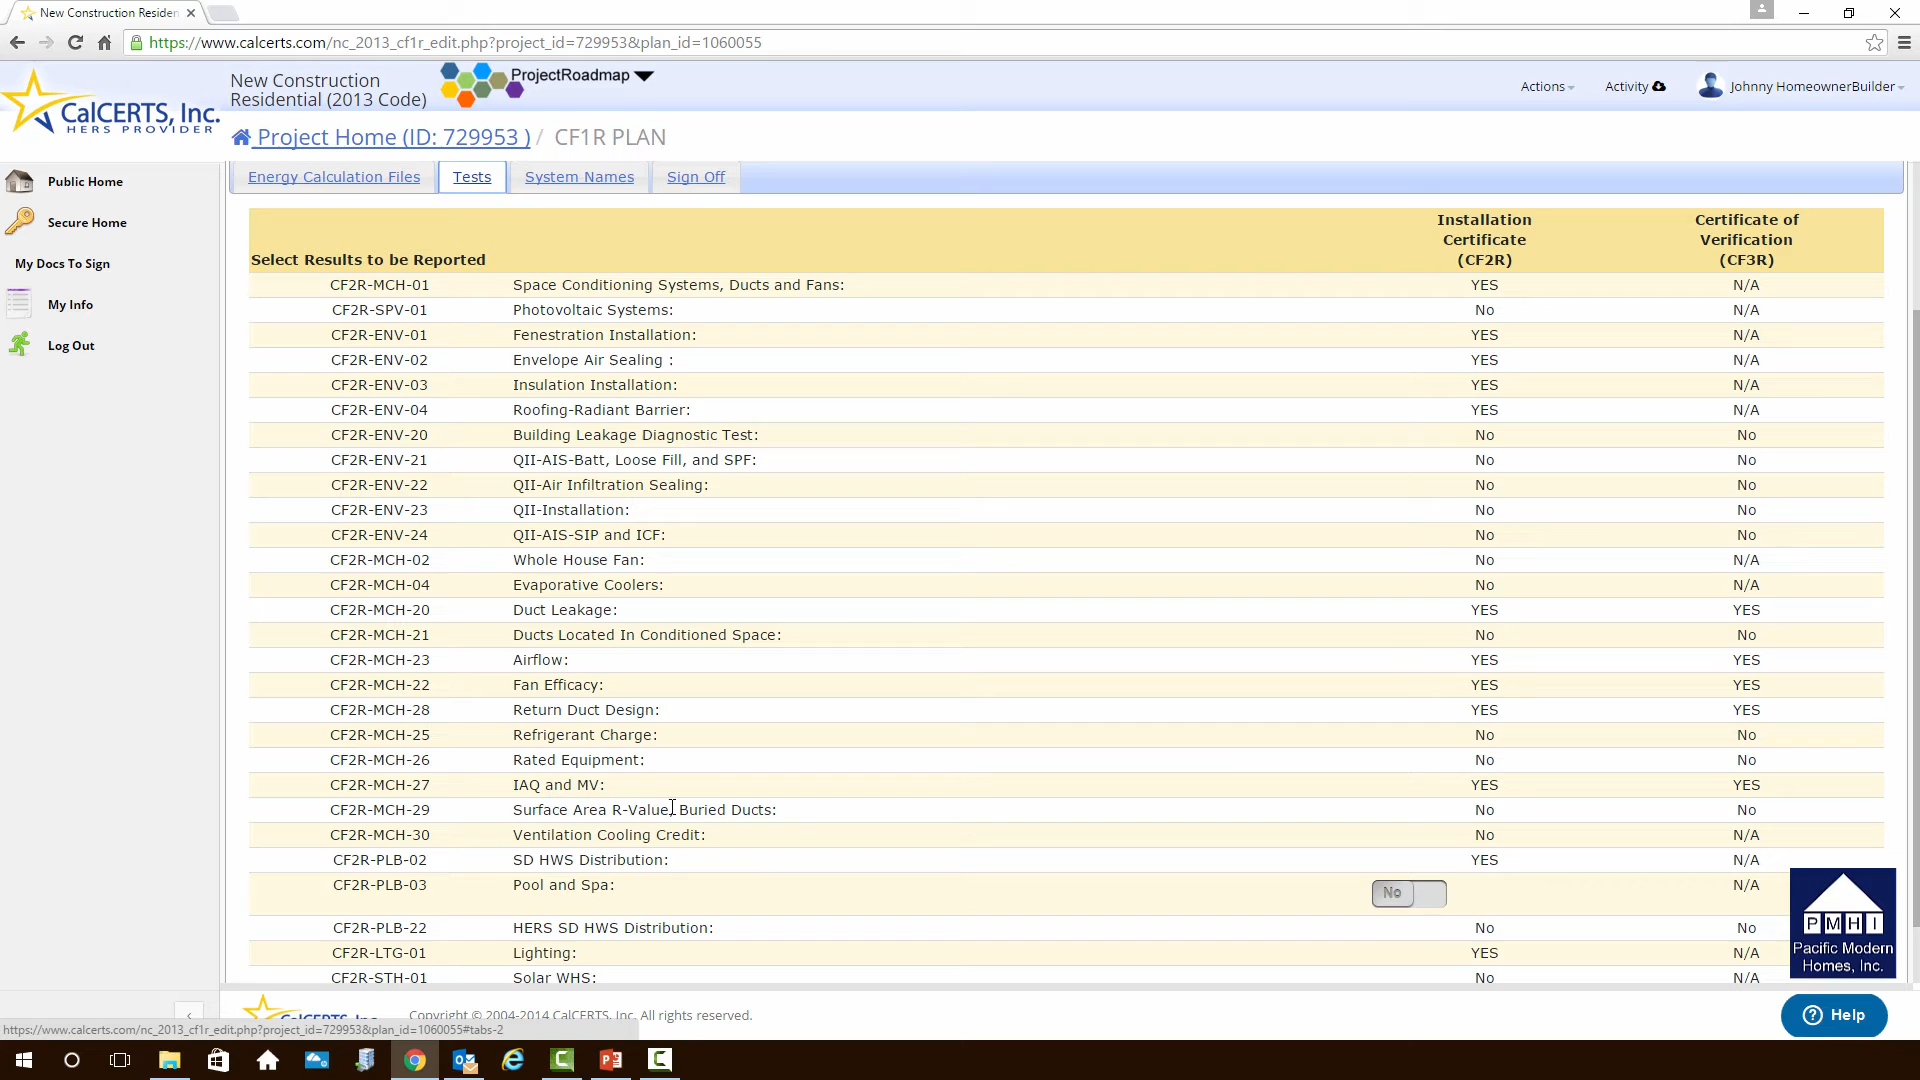 New Construction Residen
https://www.calcerts.com/nc_2013_cf1r_edit.php?project_id=729953&plan_id=1060055
CalCERTS, Inc.
HERS PROVIDER
New Construction
Residential (2013 Code)
ProjectRoadmap
Actions
Activity
Johnny HomeownerBuilder
Project Home (ID: 729953 ) / CF1R PLAN
Public Home
Secure Home
My Docs To Sign
My Info
Log Out
Energy Calculation Files
Tests
System Names
Sign Off
Select Results to be Reported
Installation
Certificate
(CF2R)
Certificate of
Verification
(CF3R)
CF2R-MCH-01 Space Conditioning Systems, Ducts and Fans: YES N/A
CF2R-SPV-01 Photovoltaic Systems: No N/A
CF2R-ENV-01 Fenestration Installation: YES N/A
CF2R-ENV-02 Envelope Air Sealing : YES N/A
CF2R-ENV-03 Insulation Installation: YES N/A
CF2R-ENV-04 Roofing-Radiant Barrier: YES N/A
CF2R-ENV-20 Building Leakage Diagnostic Test: No No
CF2R-ENV-21 QII-AIS-Batt, Loose Fill, and SPF: No No
CF2R-ENV-22 QII-Air Infiltration Sealing: No No
CF2R-ENV-23 QII-Installation: No No
CF2R-ENV-24 QII-AIS-SIP and ICF: No No
CF2R-MCH-02 Whole House Fan: No N/A
CF2R-MCH-04 Evaporative Coolers: No N/A
CF2R-MCH-20 Duct Leakage: YES YES
CF2R-MCH-21 Ducts Located In Conditioned Space: No No
CF2R-MCH-23 Airflow: YES YES
CF2R-MCH-22 Fan Efficacy: YES YES
CF2R-MCH-28 Return Duct Design: YES YES
CF2R-MCH-25 Refrigerant Charge: No No
CF2R-MCH-26 Rated Equipment: No No
CF2R-MCH-27 IAQ and MV: YES YES
CF2R-MCH-29 Surface Area R-Value, Buried Ducts: No No
CF2R-MCH-30 Ventilation Cooling Credit: No N/A
CF2R-PLB-02 SD HWS Distribution: YES N/A
CF2R-PLB-03 Pool and Spa: No N/A
CF2R-PLB-22 HERS SD HWS Distribution: No No
CF2R-LTG-01 Lighting: YES N/A
CF2R-STH-01 Solar WHS: No N/A
PMHI
Pacific Modern
Homes, Inc.
CalCERTS, Inc.
Copyright © 2004-2014 CalCERTS, Inc. All rights reserved.
Help
https://www.calcerts.com/nc_2013_cf1r_edit.php?project_id=729953&plan_id=1060055#tabs-2